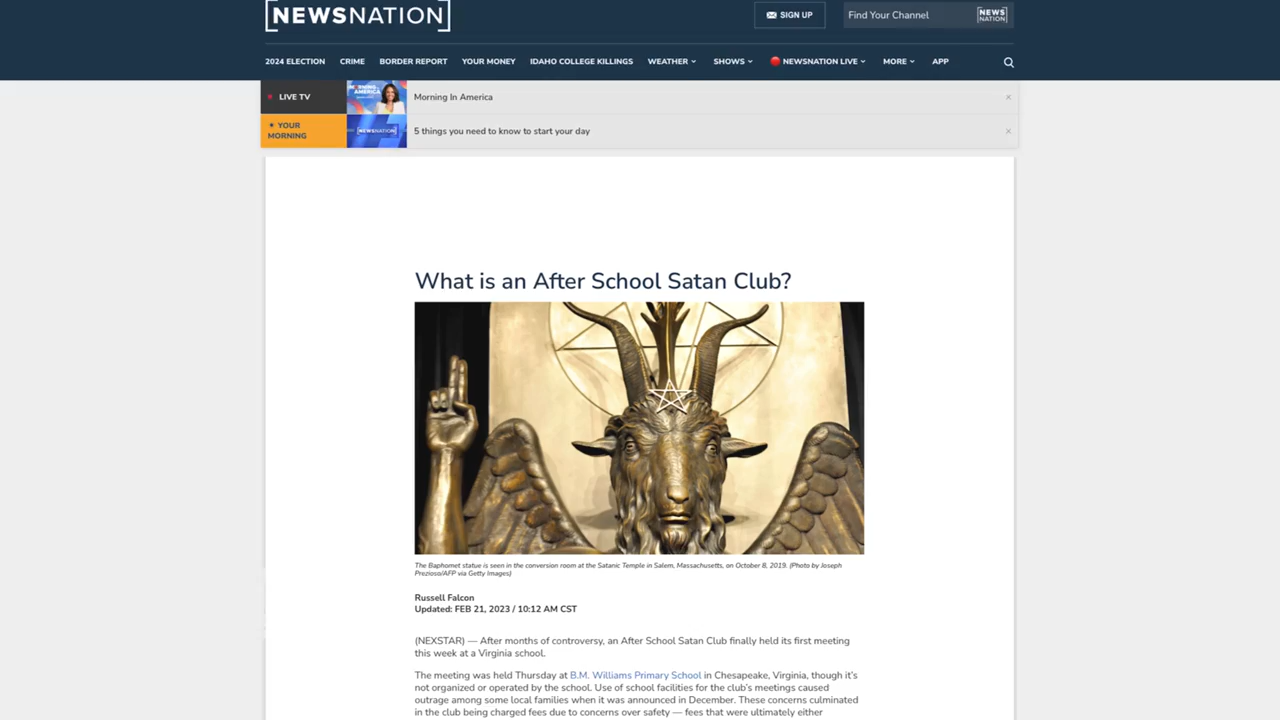 NEWSNATION
SIGN UP
Find Your Channel
NEWS
NATION
2024 ELECTION CRIME BORDER REPORT YOUR MONEY IDAHO COLLEGE KILLINGS WEATHER SHOWS NEWSNATION LIVE MORE APP
LIVE TV
Morning In America
YOUR
MORNING
NEWSNATION
5 things you need to know to start your day
What is an After School Satan Club?
The Baphomet statue is seen in the conversion room at the Satanic Temple in Salem, Massachusetts, on October 8, 2019. (Photo by Joseph
Prezioso/AFP via Getty Images)
Russell Falcon
Updated: FEB 21, 2023 / 10:12 AM CST
(NEXSTAR) — After months of controversy, an After School Satan Club finally held its first meeting
this week at a Virginia school.
The meeting was held Thursday at B.M. Williams Primary School in Chesapeake, Virginia, though it's
not organized or operated by the school. Use of school facilities for the club's meetings caused
outrage among some local families when it was announced in December. These concerns culminated
in the club being charged fees due to concerns over safety — fees that were ultimately either